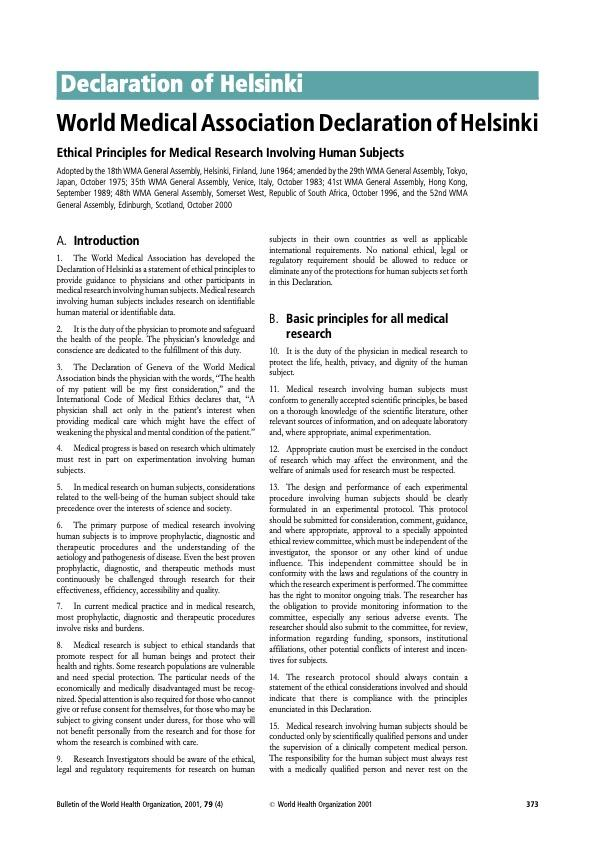 Declaration of Helsinki
World Medical Association Declaration of Helsinki
Ethical Principles for Medical Research Involving Human Subjects
Adopted by the 18th WMA General Assembly, Helsinki, Finland, June 1964; amended by the 29th WMA General Assembly, Tokyo,
Japan, October 1975; 35th WMA General Assembly, Venice, Italy, October 1983; 41st WMA General Assembly, Hong Kong,
September 1989; 48th WMA General Assembly, Somerset West, Republic of South Africa, October 1996, and the 52nd WMA
General Assembly, Edinburgh, Scotland, October 2000
A. Introduction
1. The World Medical Association has developed the
Declaration of Helsinki as a statement of ethical principles to
provide guidance to physicians and other participants in
medical research involving human subjects. Medical research
involving human subjects includes research on identifiable
human material or identifiable data.
2. It is the duty of the physician to promote and safeguard
the health of the people. The physician's knowledge and
conscience are dedicated to the fulfillment of this duty.
3. The Declaration of Geneva of the World Medical
Association binds the physician with the words, “The health
of my patient will be my first consideration,” and the
International Code of Medical Ethics declares that, “A
physician shall act only in the patient's interest when
providing medical care which might have the effect of
weakening the physical and mental condition of the patient.”
4. Medical progress is based on research which ultimately
must rest in part on experimentation involving human
subjects.
5. In medical research on human subjects, considerations
related to the well-being of the human subject should take
precedence over the interests of science and society.
6. The primary purpose of medical research involving
human subjects is to improve prophylactic, diagnostic and
therapeutic procedures and the understanding of the
aetiology and pathogenesis of disease. Even the best proven
prophylactic, diagnostic, and therapeutic methods must
continuously be challenged through research for their
effectiveness, efficiency, accessibility and quality.
7. In current medical practice and in medical research,
most prophylactic, diagnostic and therapeutic procedures
involve risks and burdens.
8. Medical research is subject to ethical standards that
promote respect for all human beings and protect their
health and rights. Some research populations are vulnerable
and need special protection. The particular needs of the
economically and medically disadvantaged must be recog-
nized. Special attention is also required for those who cannot
give or refuse consent for themselves, for those who may be
subject to giving consent under duress, for those who will
not benefit personally from the research and for those for
whom the research is combined with care.
9. Research Investigators should be aware of the ethical,
legal and regulatory requirements for research on human
subjects in their own countries as well as applicable
international requirements. No national ethical, legal or
regulatory requirement should be allowed to reduce or
eliminate any of the protections for human subjects set forth
in this Declaration.
B. Basic principles for all medical
research
10. It is the duty of the physician in medical research to
protect the life, health, privacy, and dignity of the human
subject.
11. Medical research involving human subjects must
conform to generally accepted scientific principles, be based
on a thorough knowledge of the scientific literature, other
relevant sources of information, and on adequate laboratory
and, where appropriate, animal experimentation.
12. Appropriate caution must be exercised in the conduct
of research which may affect the environment, and the
welfare of animals used for research must be respected.
13. The design and performance of each experimental
procedure involving human subjects should be clearly
formulated in an experimental protocol. This protocol
should be submitted for consideration, comment, guidance,
and where appropriate, approval to a specially appointed
ethical review committee, which must be independent of the
investigator, the sponsor or any other kind of undue
influence. This independent committee should be in
conformity with the laws and regulations of the country in
which the research experiment is performed. The committee
has the right to monitor ongoing trials. The researcher has
the obligation to provide monitoring information to the
committee, especially any serious adverse events. The
researcher should also submit to the committee, for review,
information regarding funding, sponsors, institutional
affiliations, other potential conflicts of interest and incen-
tives for subjects.
14. The research protocol should always contain a
statement of the ethical considerations involved and should
indicate that there is compliance with the principles
enunciated in this Declaration.
15. Medical research involving human subjects should be
conducted only by scientifically qualified persons and under
the supervision of a clinically competent medical person.
The responsibility for the human subject must always rest
with a medically qualified person and never rest on the
Bulletin of the World Health Organization, 2001, 79 (4)
© World Health Organization 2001
373